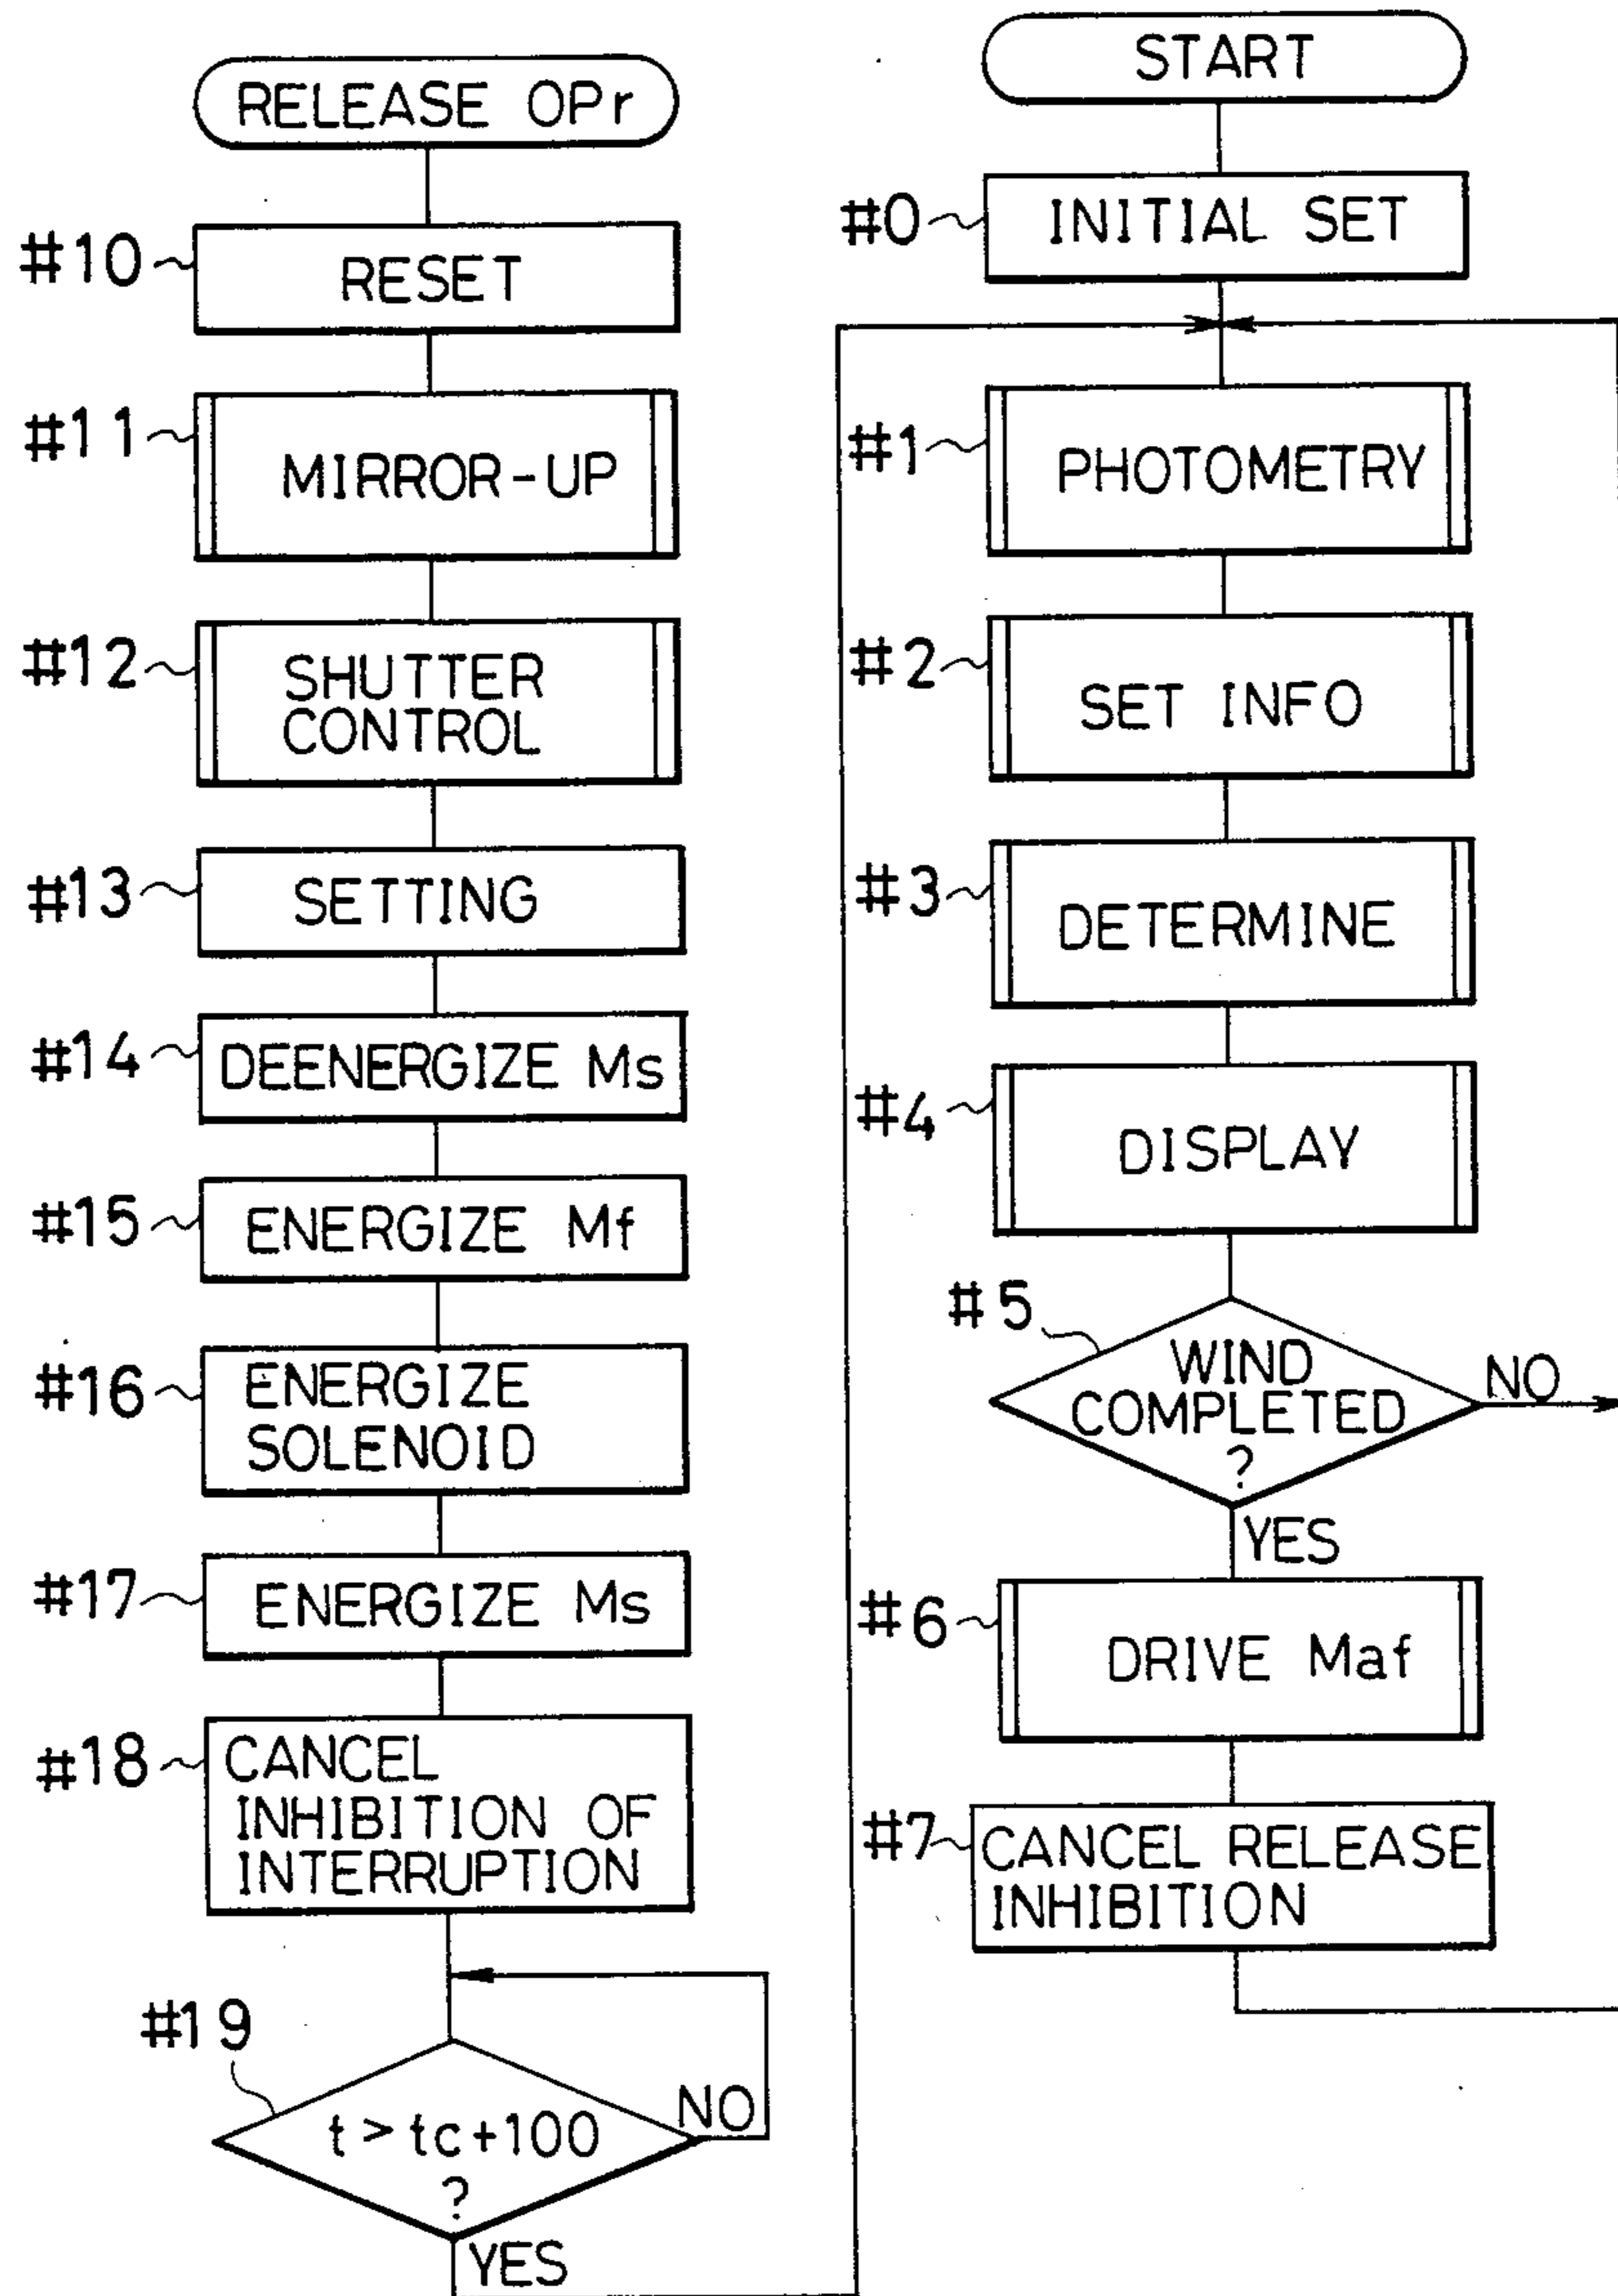 RELEASE OPr
#10
RESET
#11
MIRROR-UP
#12
SHUTTER
CONTROL
#13
SETTING
#14
DEENERGIZE Ms
#15
ENERGIZE Mf
#16
ENERGIZE
SOLENOID
#17
ENERGIZE Ms
#18
CANCEL
INHIBITION OF
INTERRUPTION
#19
t > tc+100
?
NO
YES
START
#0
INITIAL SET
#1
PHOTOMETRY
#2
SET INFO
#3
DETERMINE
#4
DISPLAY
#5
WIND
COMPLETED
?
NO
YES
#6
DRIVE Maf
#7
CANCEL RELEASE
INHIBITION